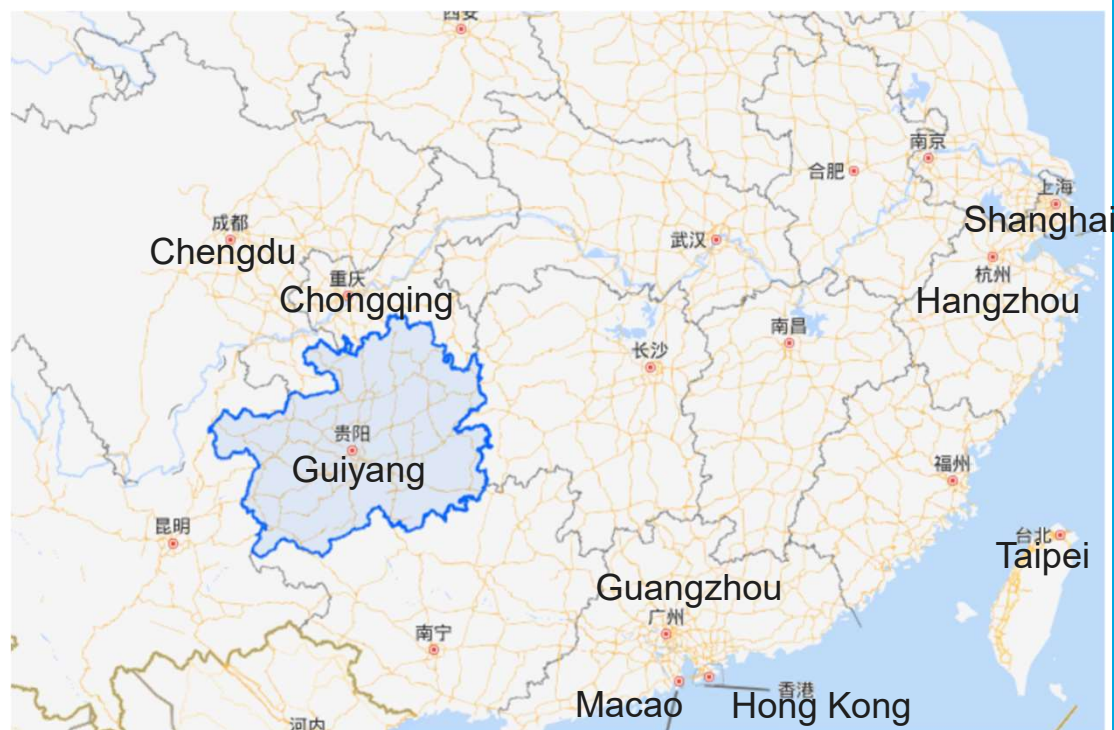 西安
南京
合肥
上海
Shanghai
成都
Chengdu
武汉
杭州
Hangzhou
重庆
Chongqing
南昌
长沙
贵阳
Guiyang
福州
昆明
台北
Taipei
Guangzhou
广州
南宁
香港
Macao
Hong Kong
河内